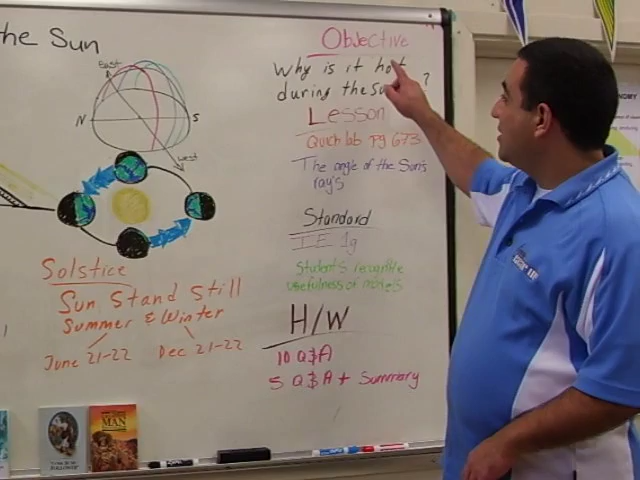 the Sun
East
N
S
West
Solstice
Sun Stand Still
Summer & Winter
June 21-22
Dec 21-22
Objective
Why is it hot
during the Su ?
Lesson
Quick lab pg 673
The angle of the Sun's
ray's
Standard
I.E 1g
Student's recognize
usefulness of models
H/W
10 Q&A
5 Q & A + Summary
MAN